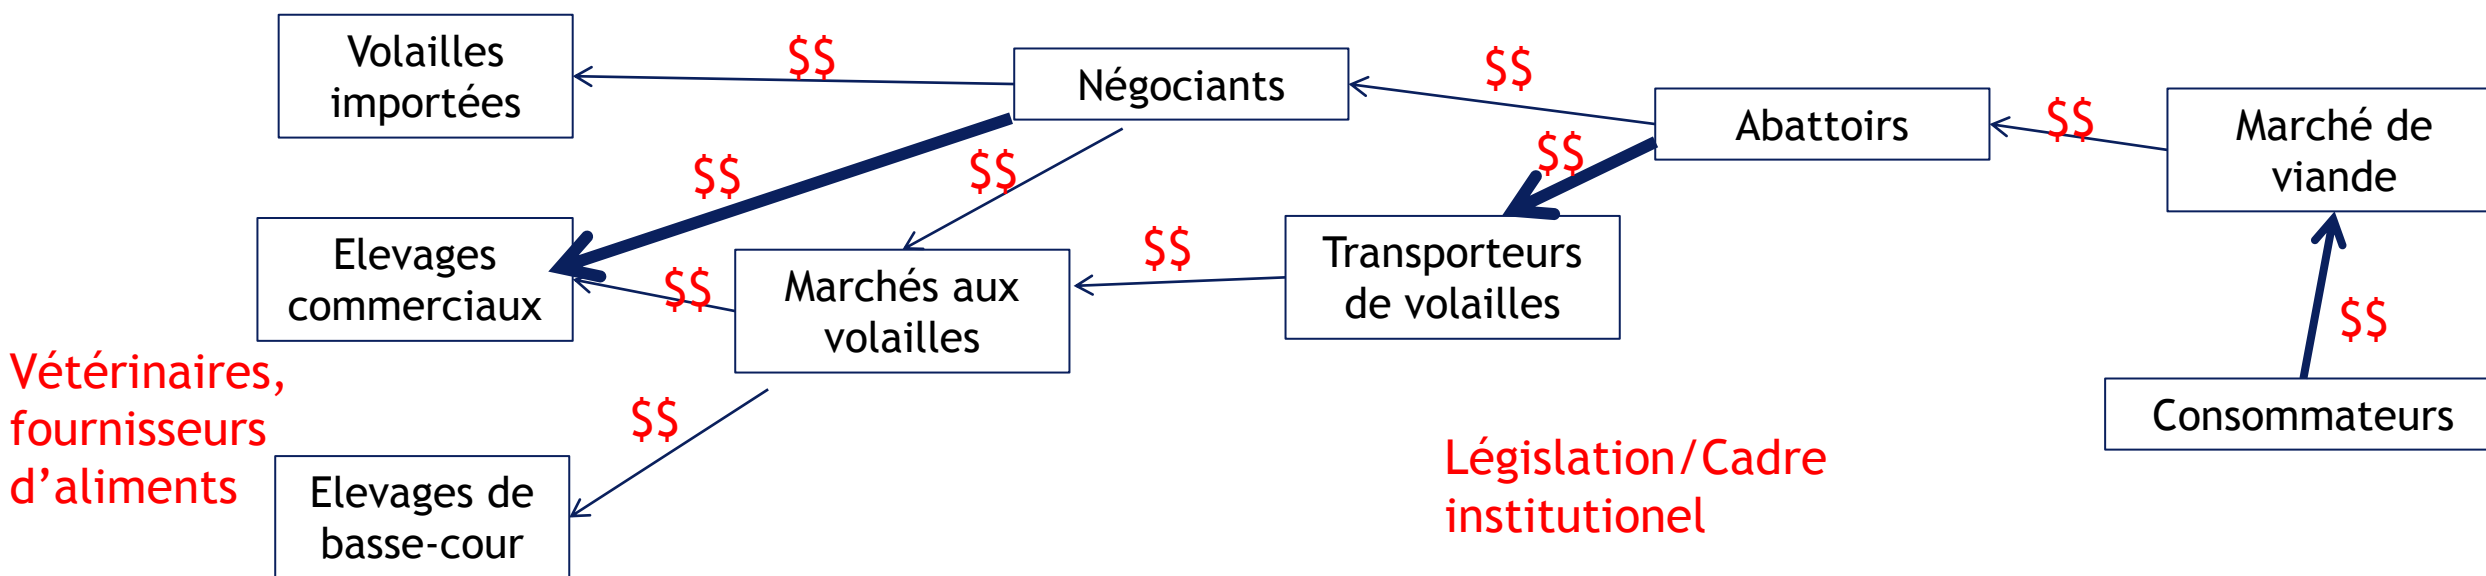 Volailles
importées
$$
Négociants
$$
Abattoirs
$$
Marché de
viande
$$
$$
$$
Elevages
commerciaux
$$
Marchés aux
volailles
$$
Transporteurs
de volailles
$$
Consommateurs
Vétérinaires,
fournisseurs
d’aliments
$$
Elevages de
basse-cour
Législation/Cadre
institutionel